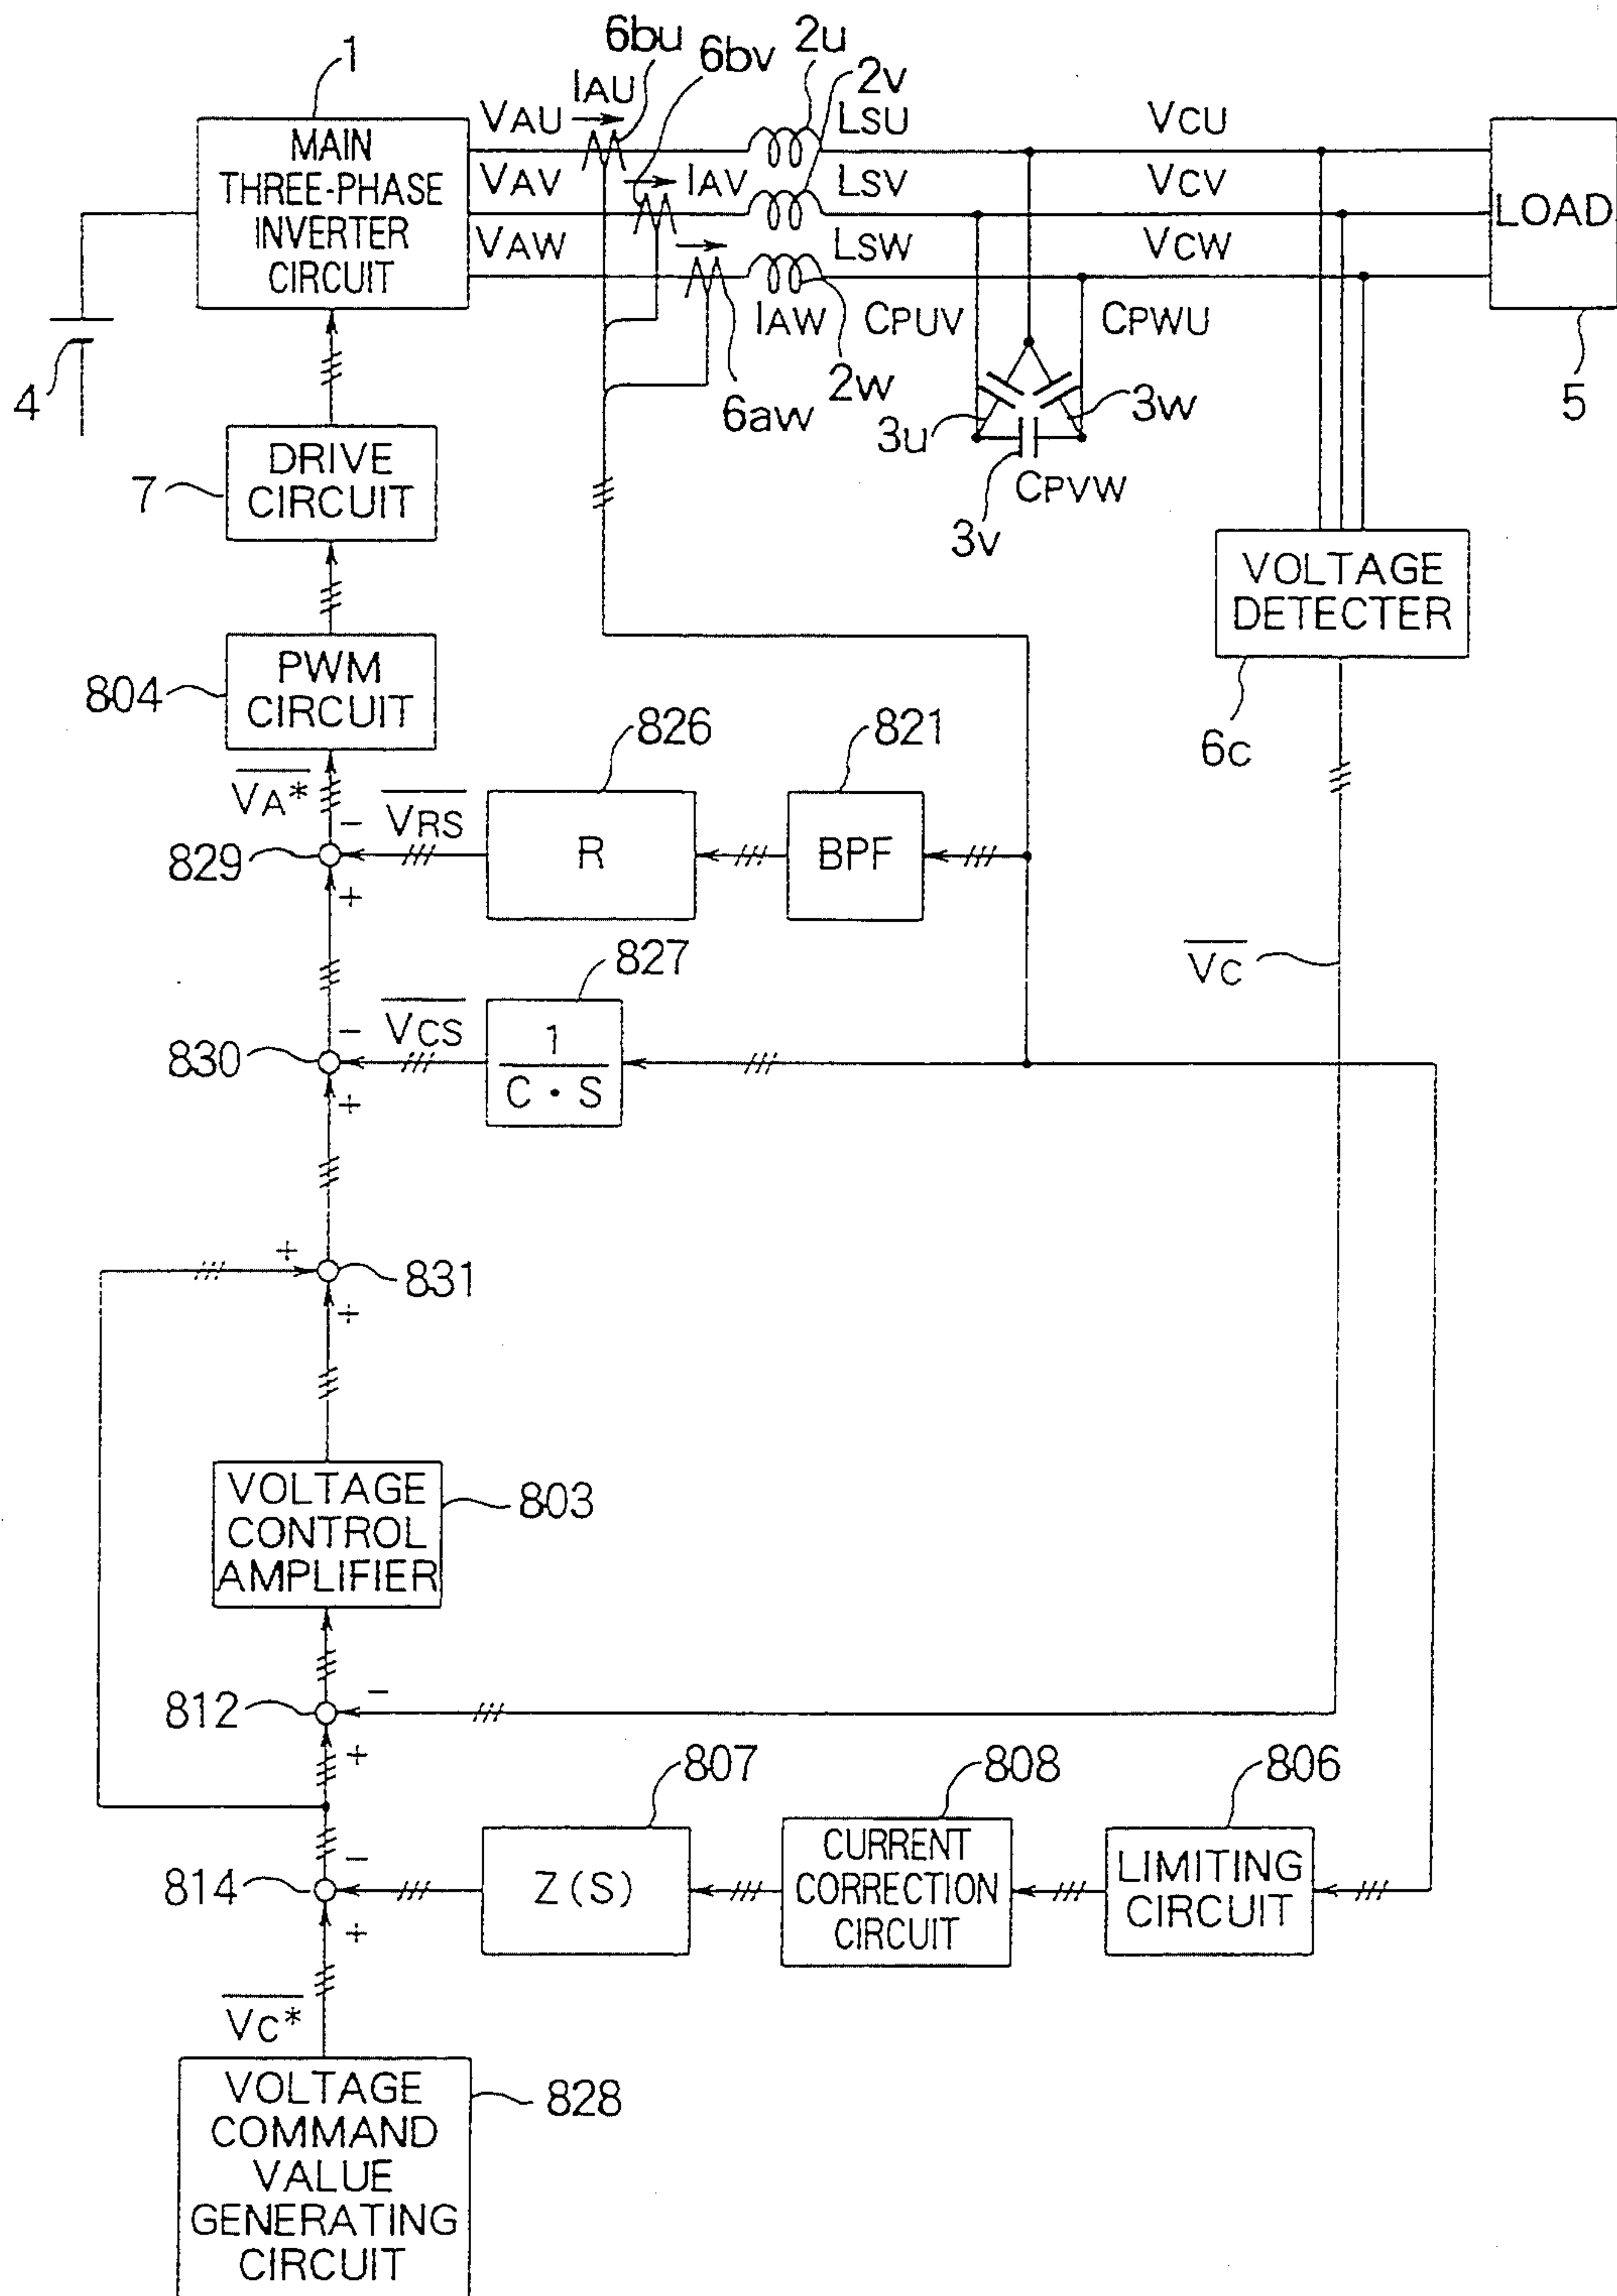 1
6bu
6bv
2u
2v
IAU
VAU
LSU
VCU
MAIN
THREE-PHASE
INVERTER
CIRCUIT
VAV
IAV
LSV
VCV
LOAD
VAW
LSW
VCW
IAW
CPUV
CPWU
4
2w
6aw
3u
3w
5
DRIVE
CIRCUIT
7
CPVW
3v
VOLTAGE
DETECTER
PWM
CIRCUIT
804
826
821
6c
VA*
−
VRS
R
BPF
829
+
827
VC
−
VCS
1
C · S
830
+
+
831
+
VOLTAGE
CONTROL
AMPLIFIER
803
812
−
+
807
808
806
−
814
Z(S)
CURRENT
CORRECTION
CIRCUIT
LIMITING
CIRCUIT
+
VC*
VOLTAGE
COMMAND
VALUE
GENERATING
CIRCUIT
828